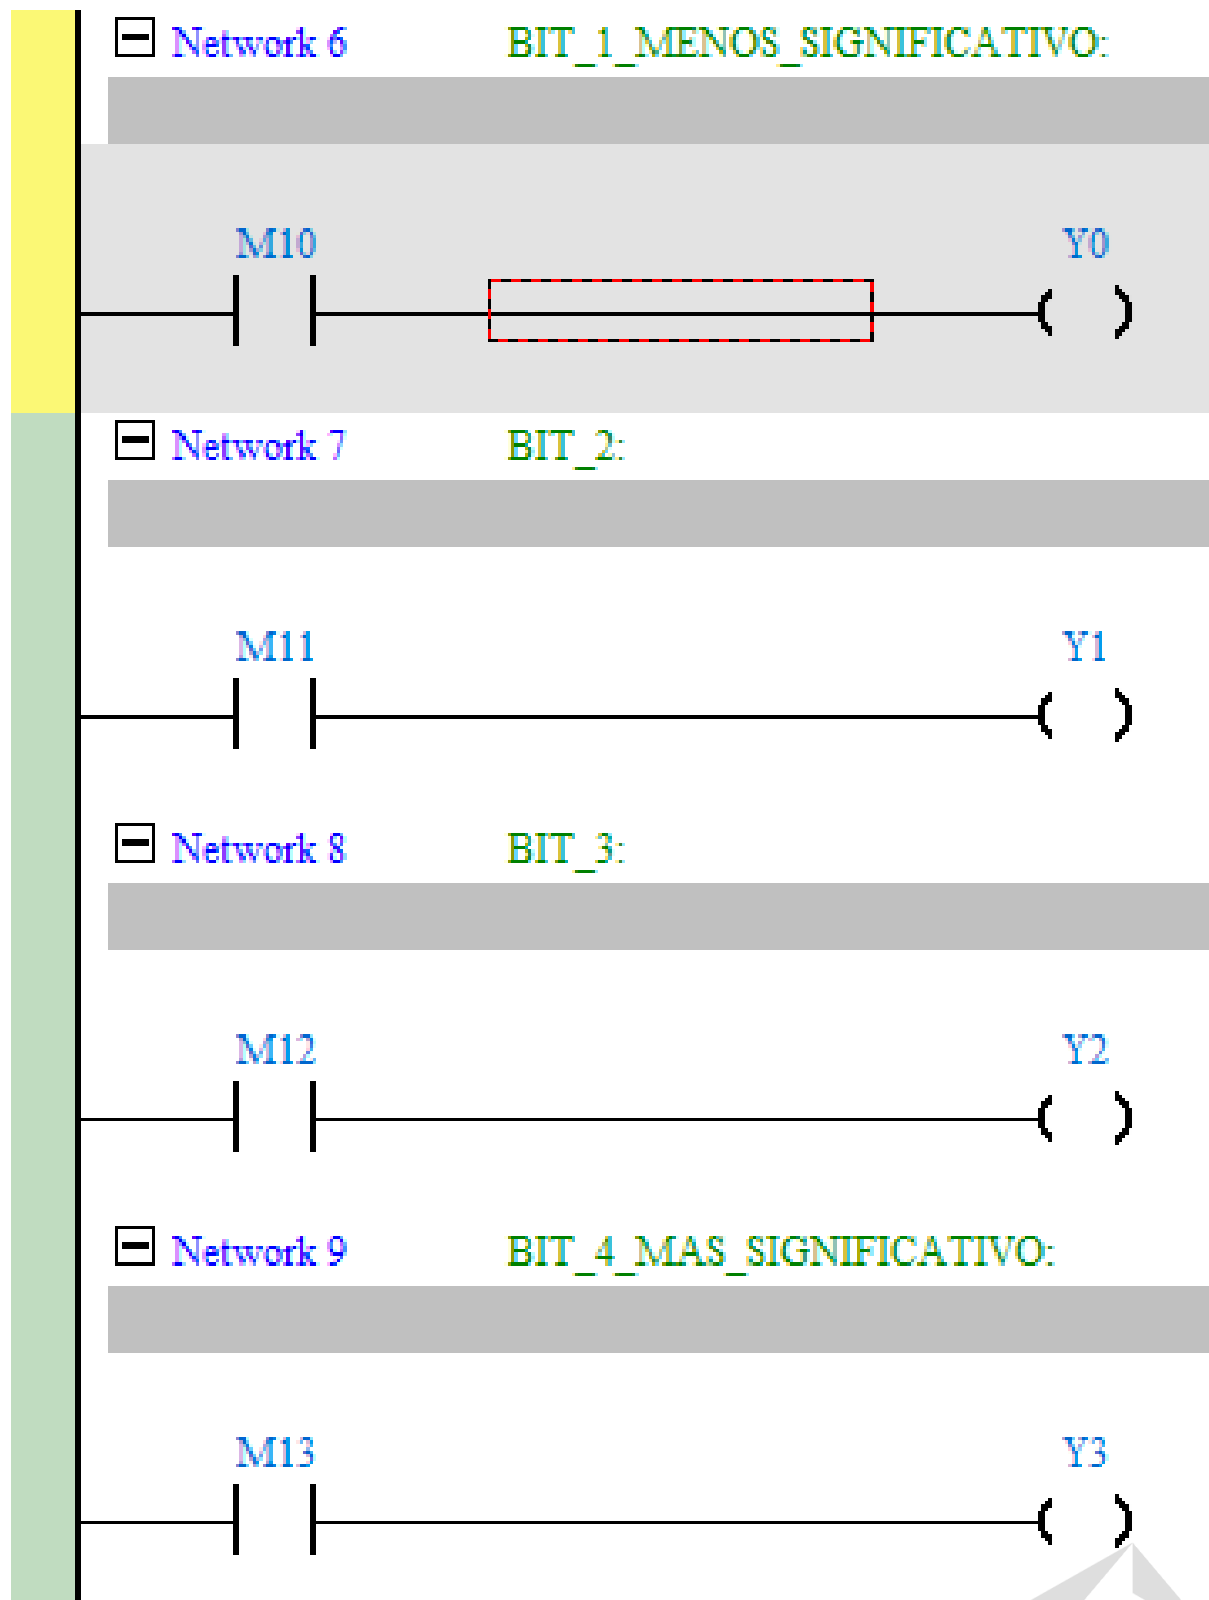 Network 6 BIT_1_MENOS_SIGNIFICATIVO:
M10 Y0
Network 7 BIT_2:
M11 Y1
Network 8 BIT_3:
M12 Y2
Network 9 BIT_4_MAS_SIGNIFICATIVO:
M13 Y3